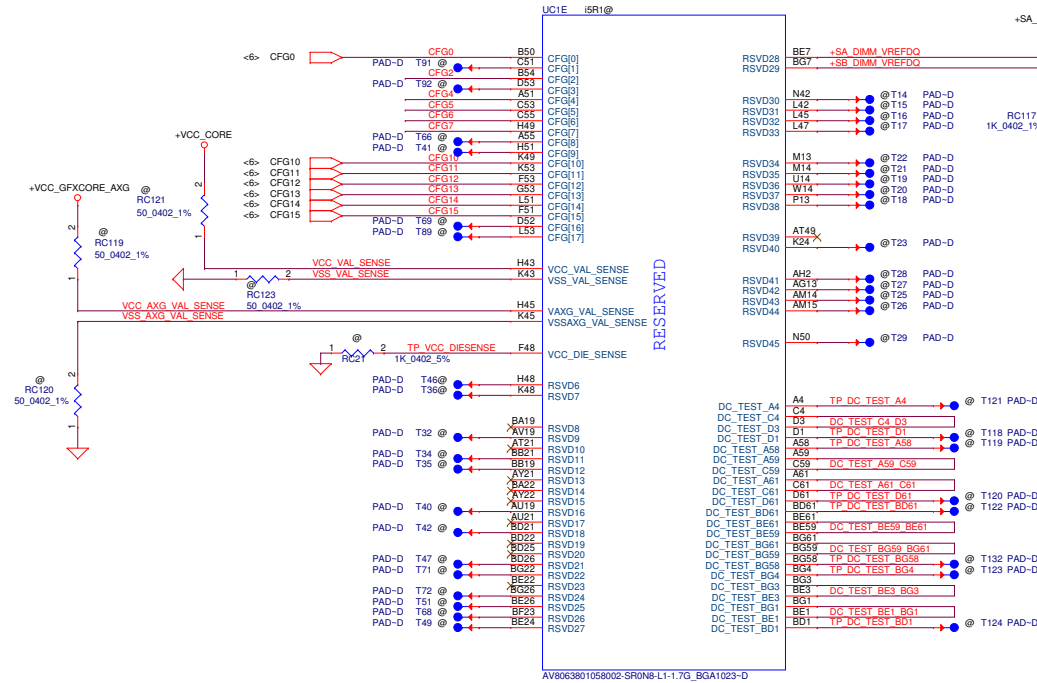 UC1E i5R1@
+SA_
<6> CFG0 CFG0 B50 CFG[0]
PAD~D T91 @ C51 CFG[1]
CFG2 B54 CFG[2]
PAD~D T92 @ D53 CFG[3]
CFG4 A51 CFG[4]
CFG5 C53 CFG[5]
CFG6 C55 CFG[6]
CFG7 H49 CFG[7]
PAD~D T66 @ A55 CFG[8]
PAD~D T41 @ H51 CFG[9]
<6> CFG10 CFG10 K49 CFG[10]
<6> CFG11 CFG11 K53 CFG[11]
<6> CFG12 CFG12 F53 CFG[12]
<6> CFG13 CFG13 G53 CFG[13]
<6> CFG14 CFG14 L51 CFG[14]
<6> CFG15 CFG15 F51 CFG[15]
PAD~D T69 @ D52 CFG[16]
PAD~D T89 @ L53 CFG[17]
+VCC_CORE
2
@
RC121
50_0402_1%
1
+VCC_GFXCORE_AXG
2
@
RC119
50_0402_1%
1
VCC_VAL_SENSE H43 VCC_VAL_SENSE
1 2 VSS_VAL_SENSE K43 VSS_VAL_SENSE
@
RC123
50_0402_1%
VCC_AXG_VAL_SENSE H45 VAXG_VAL_SENSE
VSS_AXG_VAL_SENSE K45 VSSAXG_VAL_SENSE
1 2 TP_VCC_DIESENSE F48 VCC_DIE_SENSE
RC21 1K_0402_5%
2
@
RC120
50_0402_1%
1
PAD~D T46@ H48 RSVD6
PAD~D T36@ K48 RSVD7
BA19 RSVD8
PAD~D T32 @ AV19 RSVD9
AT21 RSVD10
PAD~D T34 @ BB21 RSVD11
PAD~D T35 @ BB19 RSVD12
AY21 RSVD13
BA22 RSVD14
AY22 RSVD15
PAD~D T40 @ AU19 RSVD16
AU21 RSVD17
PAD~D T42 @ BD21 RSVD18
BD22 RSVD19
BD25 RSVD20
PAD~D T47 @ BD26 RSVD21
PAD~D T71 @ BG22 RSVD22
BE22 RSVD23
PAD~D T72 @ BG26 RSVD24
PAD~D T51 @ BE26 RSVD25
PAD~D T68 @ BF23 RSVD26
PAD~D T49 @ BE24 RSVD27
RESERVED
RSVD28 BE7 +SA_DIMM_VREFDQ
RSVD29 BG7 +SB_DIMM_VREFDQ
RSVD30 N42 @T14 PAD~D
RSVD31 L42 @T15 PAD~D
RSVD32 L45 @T16 PAD~D
RSVD33 L47 @T17 PAD~D
RC117
1K_0402_1%
RSVD34 M13 @T22 PAD~D
RSVD35 M14 @T21 PAD~D
RSVD36 U14 @T19 PAD~D
RSVD37 W14 @T20 PAD~D
RSVD38 P13 @T18 PAD~D
RSVD39 AT49
RSVD40 K24 @T23 PAD~D
RSVD41 AH2 @T28 PAD~D
RSVD42 AG13 @T27 PAD~D
RSVD43 AM14 @T25 PAD~D
RSVD44 AM15 @T26 PAD~D
RSVD45 N50 @T29 PAD~D
DC_TEST_A4 A4 TP_DC_TEST_A4 @ T121 PAD~D
DC_TEST_C4 C4
DC_TEST_D3 D3 DC_TEST_C4_D3
DC_TEST_D1 D1 TP_DC_TEST_D1 @ T118 PAD~D
DC_TEST_A58 A58 TP_DC_TEST_A58 @ T119 PAD~D
DC_TEST_A59 A59
DC_TEST_C59 C59 DC_TEST_A59_C59
DC_TEST_A61 A61
DC_TEST_C61 C61 DC_TEST_A61_C61
DC_TEST_D61 D61 TP_DC_TEST_D61 @ T120 PAD~D
DC_TEST_BD61 BD61 TP_DC_TEST_BD61 @ T122 PAD~D
DC_TEST_BE61 BE61
DC_TEST_BE59 BE59 DC_TEST_BE59_BE61
DC_TEST_BG61 BG61
DC_TEST_BG59 BG59 DC_TEST_BG59_BG61
DC_TEST_BG58 BG58 TP_DC_TEST_BG58 @ T132 PAD~D
DC_TEST_BG4 BG4 TP_DC_TEST_BG4 @ T123 PAD~D
DC_TEST_BG3 BG3
DC_TEST_BE3 BE3 DC_TEST_BE3_BG3
DC_TEST_BG1 BG1
DC_TEST_BE1 BE1 DC_TEST_BE1_BG1
DC_TEST_BD1 BD1 TP_DC_TEST_BD1 @ T124 PAD~D
AV8063801058002-SR0N8-L1-1.7G_BGA1023~D